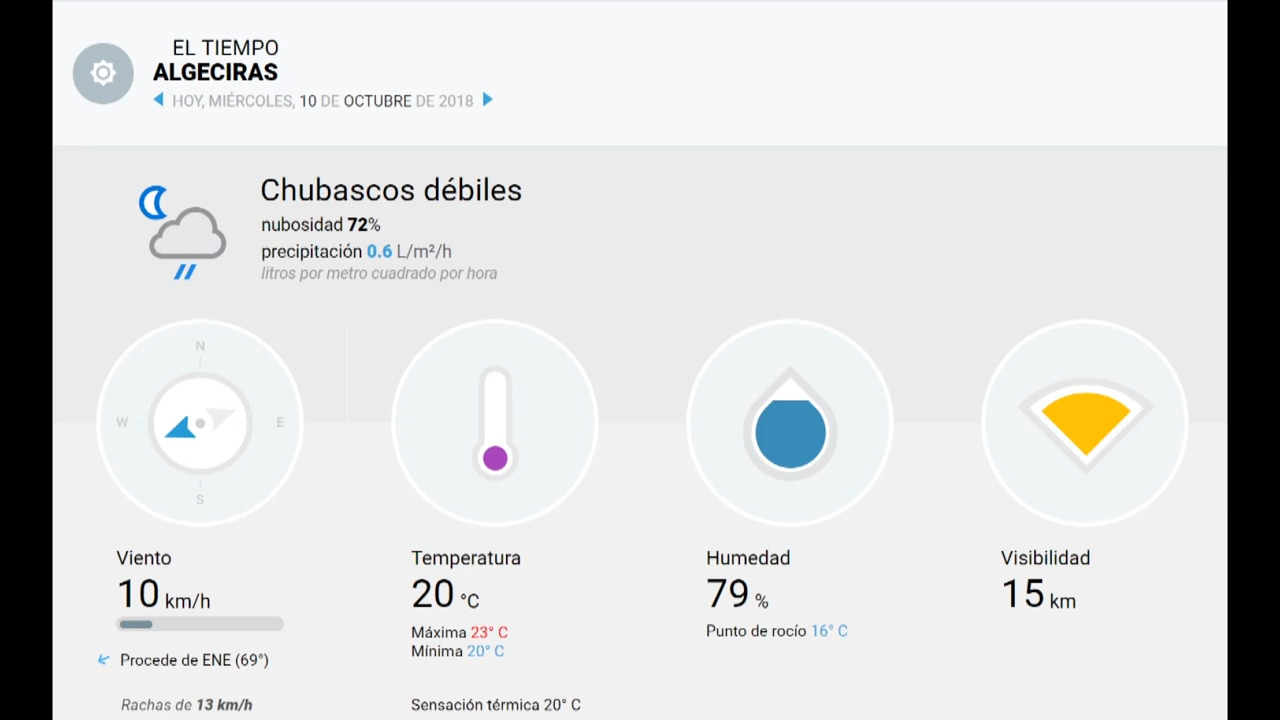 EL TIEMPO
ALGECIRAS
HOY, MIÉRCOLES, 10 DE OCTUBRE DE 2018
Chubascos débiles
nubosidad 72%
precipitación 0.6 L/m²/h
litros por metro cuadrado por hora
N
W E
S
Viento
10 km/h
Procede de ENE (69°)
Rachas de 13 km/h
Temperatura
20 °C
Máxima 23° C
Mínima 20° C
Sensación térmica 20° C
Humedad
79 %
Punto de rocío 16° C
Visibilidad
15 km